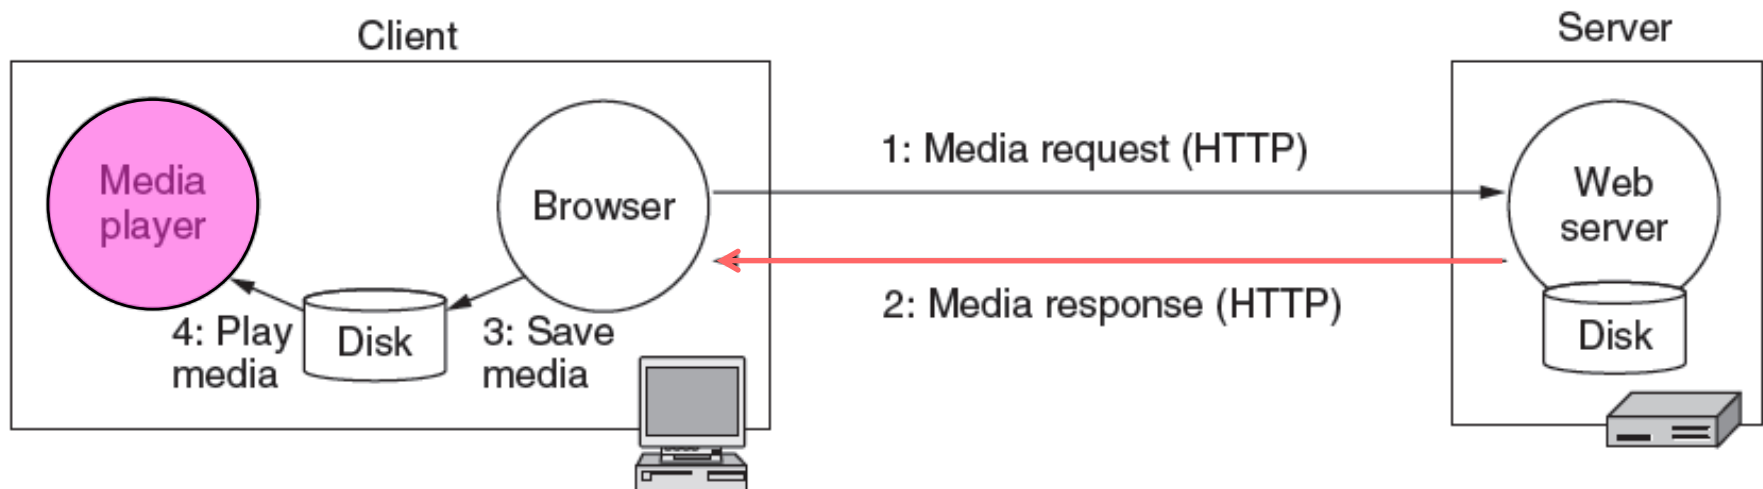 Client
Server
Media
player
Browser
1: Media request (HTTP)
2: Media response (HTTP)
Web
server
Disk
4: Play
media
Disk
3: Save
media